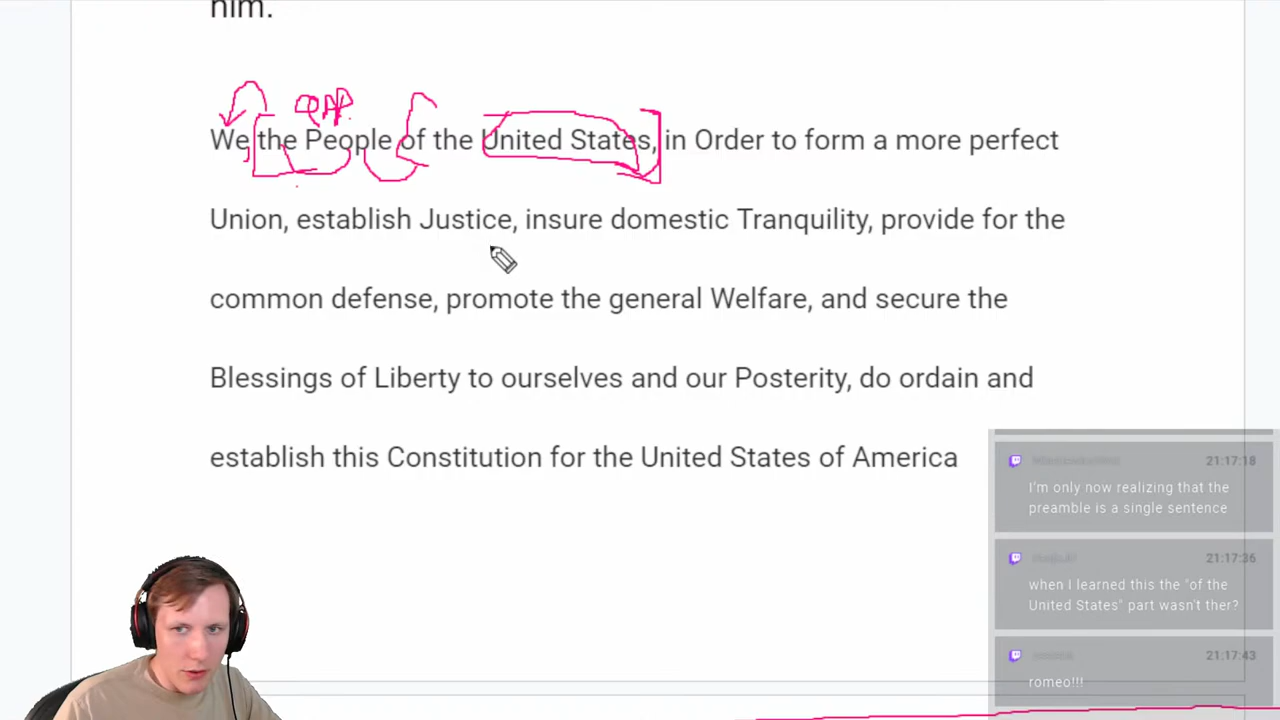 him.
APP.
We the People of the United States, in Order to form a more perfect
Union, establish Justice, insure domestic Tranquility, provide for the
common defense, promote the general Welfare, and secure the
Blessings of Liberty to ourselves and our Posterity, do ordain and
establish this Constitution for the United States of America
21:17:18
I'm only now realizing that the
preamble is a single sentence
21:17:36
when I learned this the "of the
United States" part wasn't ther?
21:17:43
romeo!!!